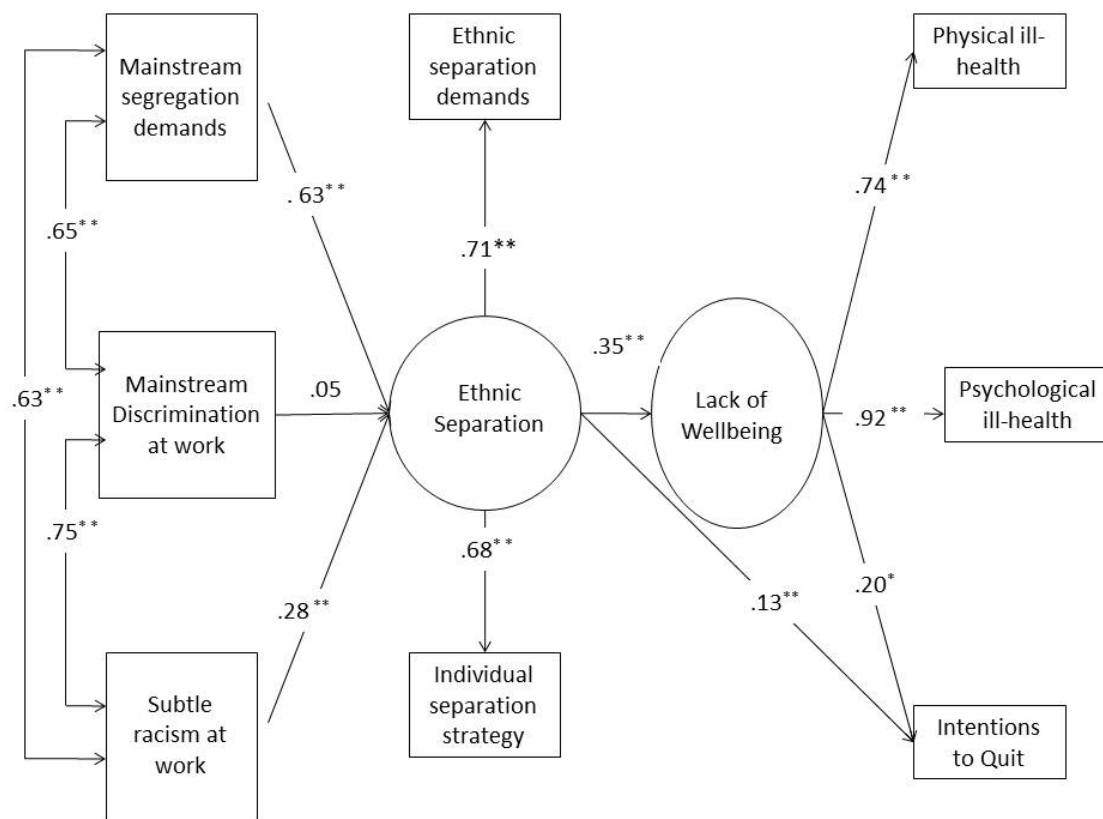 Mainstream
segregation
demands
Ethnic
separation
demands
Physical ill-
health
. 63**
.74 **
.65**
.71**
.35**
Mainstream
Discrimination
at work
.05
Ethnic
Separation
Lack of
Wellbeing
.92 **
Psychological
ill-health
.63**
.75**
.68**
.28 **
.13**
.20*
Subtle
racism at
work
Individual
separation
strategy
Intentions
to Quit